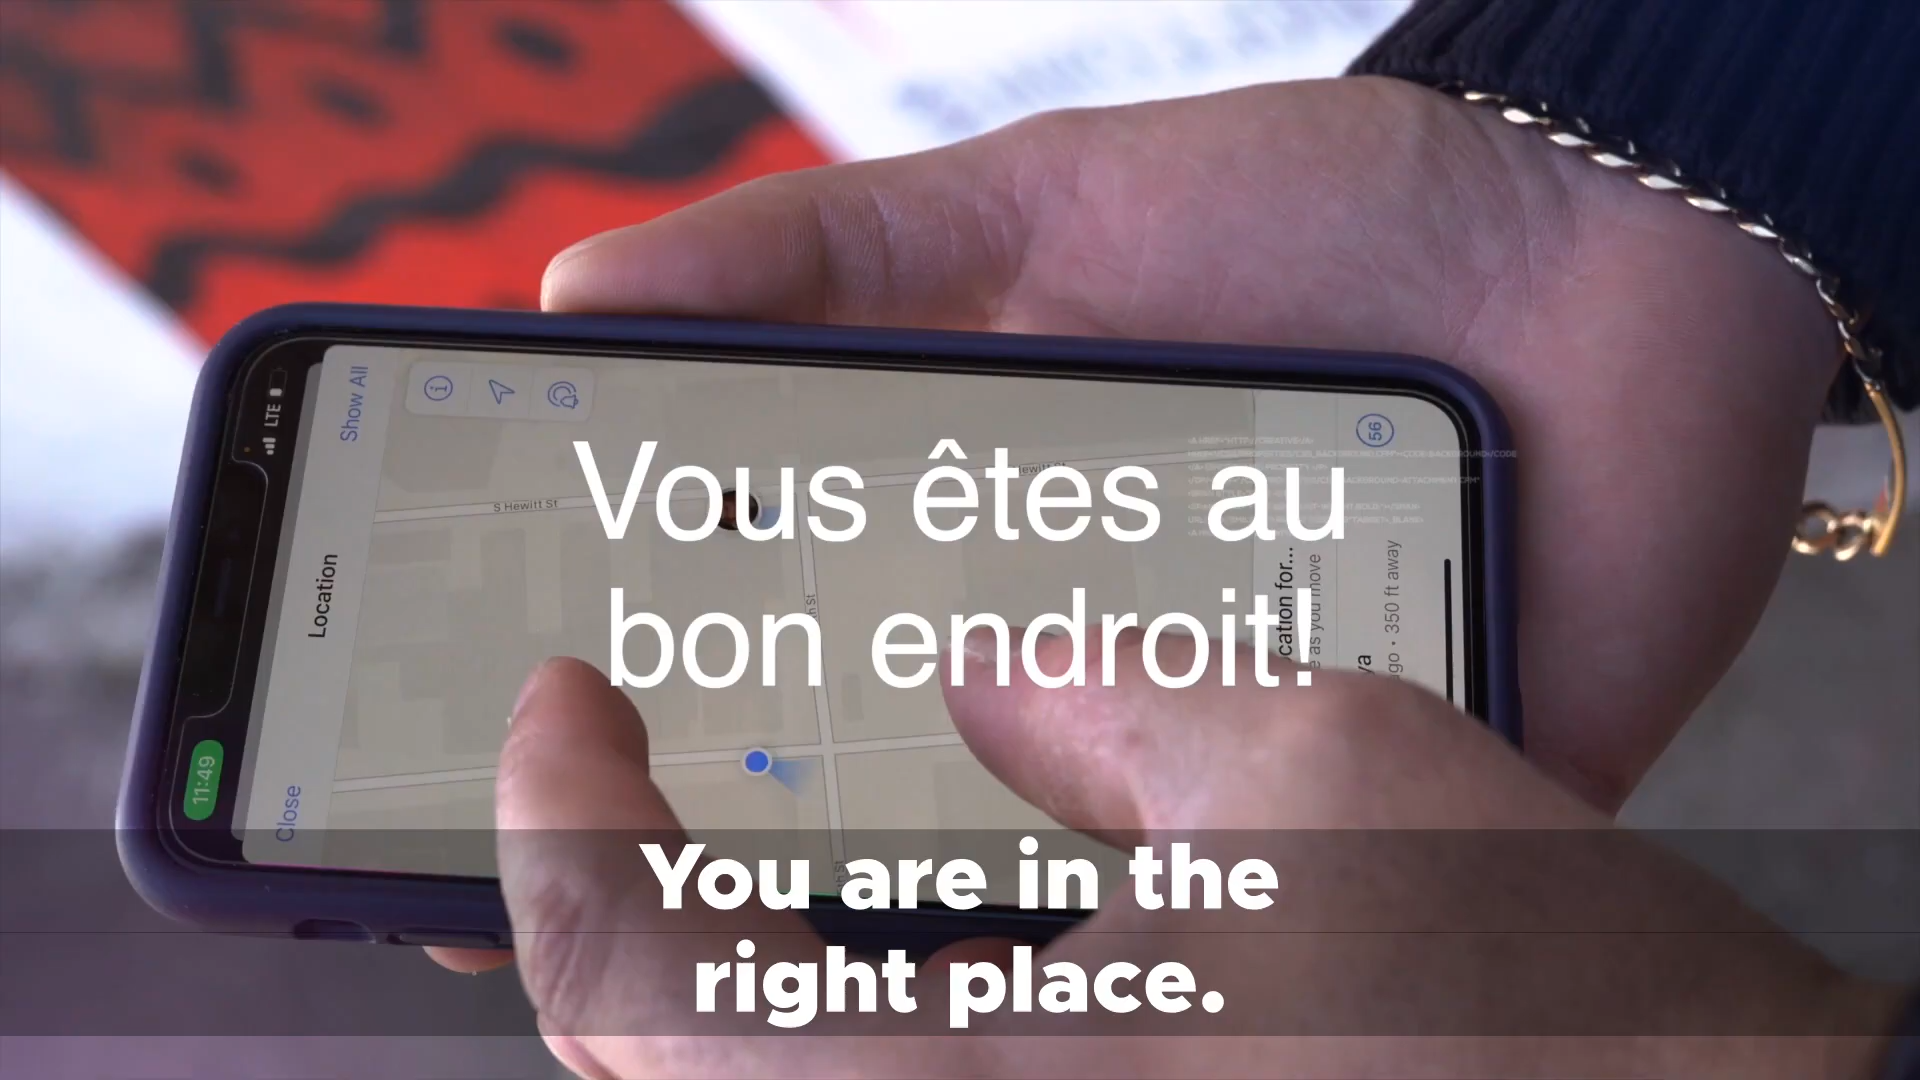 11:49
LTE
Close
Location
Show All
S Hewitt St
56
Vous êtes au
bon endroit!
350 ft away
You are in the
right place.